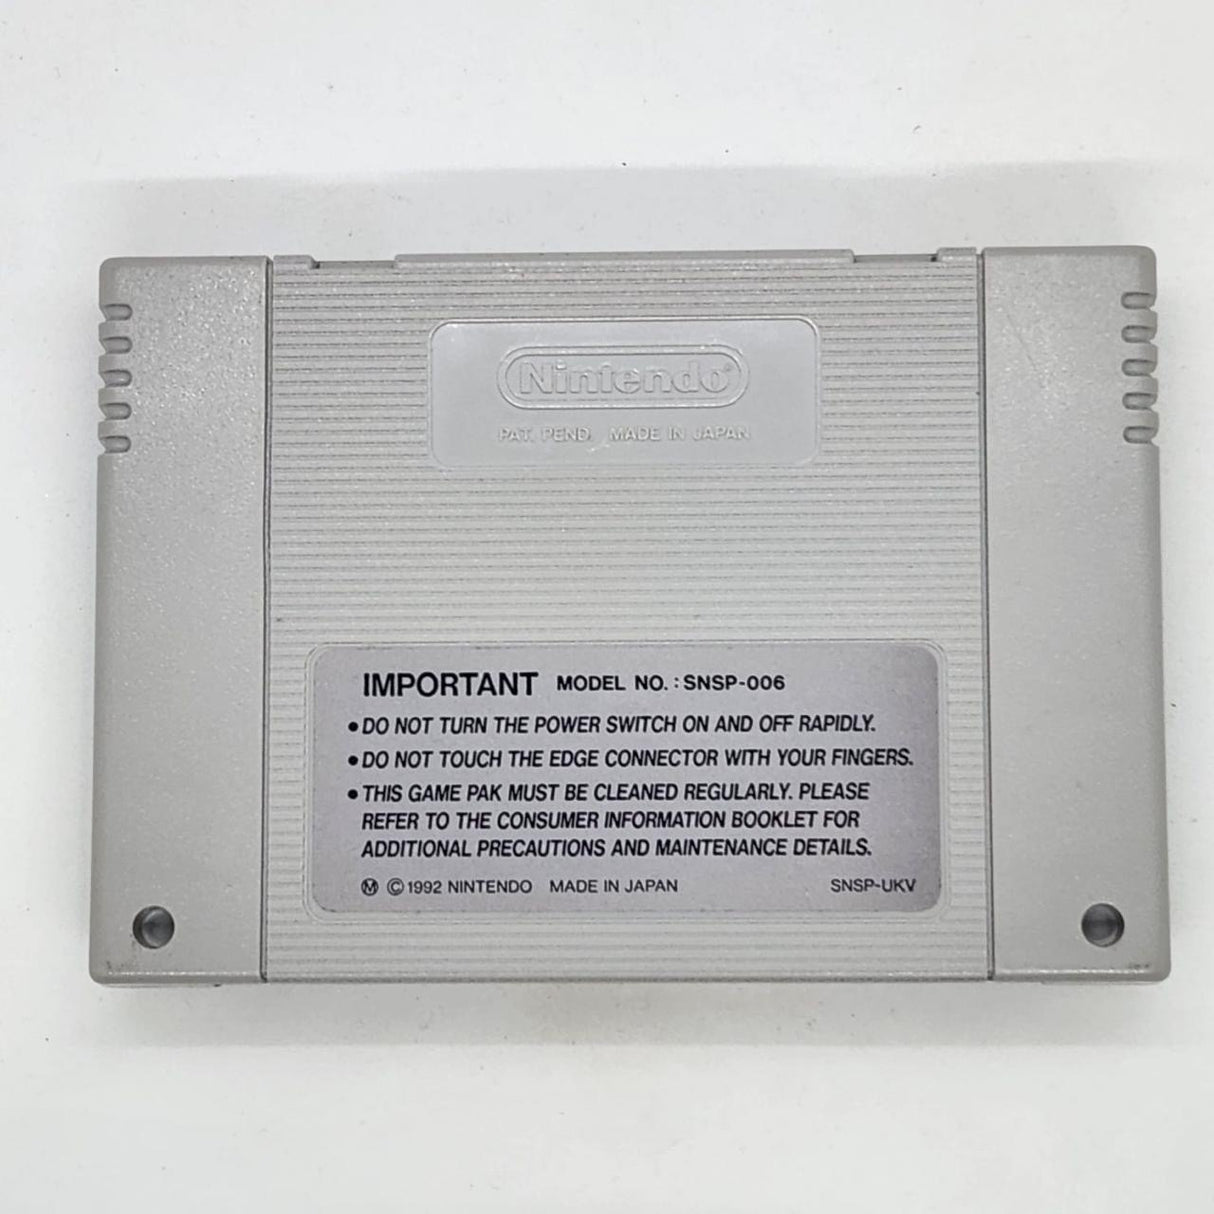 Nintendo®
PAT. PEND. MADE IN JAPAN
IMPORTANT MODEL NO. : SNSP-006
• DO NOT TURN THE POWER SWITCH ON AND OFF RAPIDLY.
• DO NOT TOUCH THE EDGE CONNECTOR WITH YOUR FINGERS.
• THIS GAME PAK MUST BE CLEANED REGULARLY. PLEASE
REFER TO THE CONSUMER INFORMATION BOOKLET FOR
ADDITIONAL PRECAUTIONS AND MAINTENANCE DETAILS.
Ⓜ ©1992 NINTENDO MADE IN JAPAN SNSP-UKV